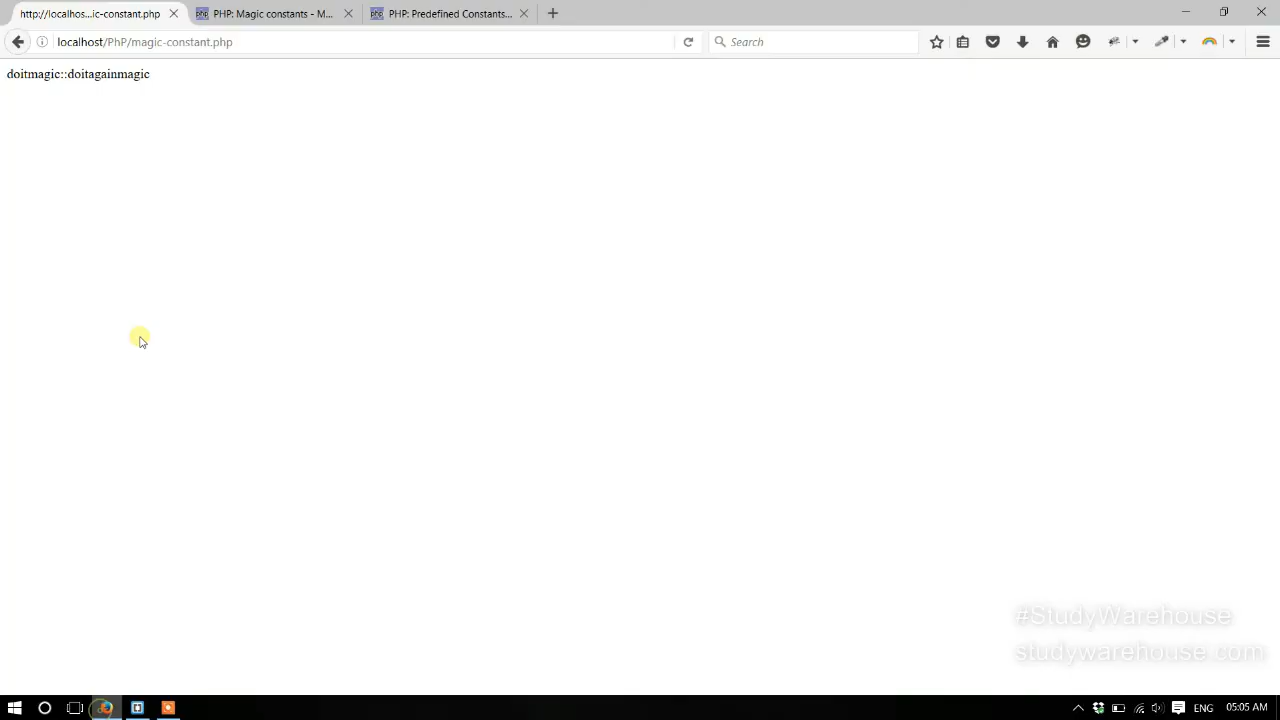 http://localhos...ic-constant.php
PHP: Magic constants - M...
PHP: Predefined Constants...
localhost/PhP/magic-constant.php
Search
doitmagic::doitagainmagic
#StudyWarehouse
studywarehouse.com
ENG
05:05 AM